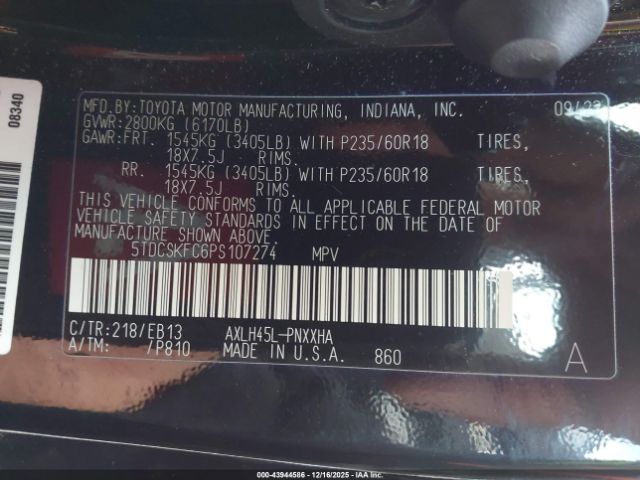 08340
MFD.BY:TOYOTA MOTOR MANUFACTURING, INDIANA, INC. 09/22
GVWR:2800KG (6170LB)
GAWR:FRT. 1545KG (3405LB) WITH P235/60R18 TIRES,
18X7.5J RIMS.
RR. 1545KG (3405LB) WITH P235/60R18 TIRES,
18X7.5J RIMS.
THIS VEHICLE CONFORMS TO ALL APPLICABLE FEDERAL MOTOR
VEHICLE SAFETY STANDARDS IN EFFECT ON THE DATE OF
MANUFACTURE SHOWN ABOVE.
5TDCSKFC6PS107274 MPV
C/TR:218/EB13 AXLH45L-PNXXHA
A/TM: /P810 MADE IN U.S.A. 860
A
000-43944586 - 12/16/2025 - IAA Inc.